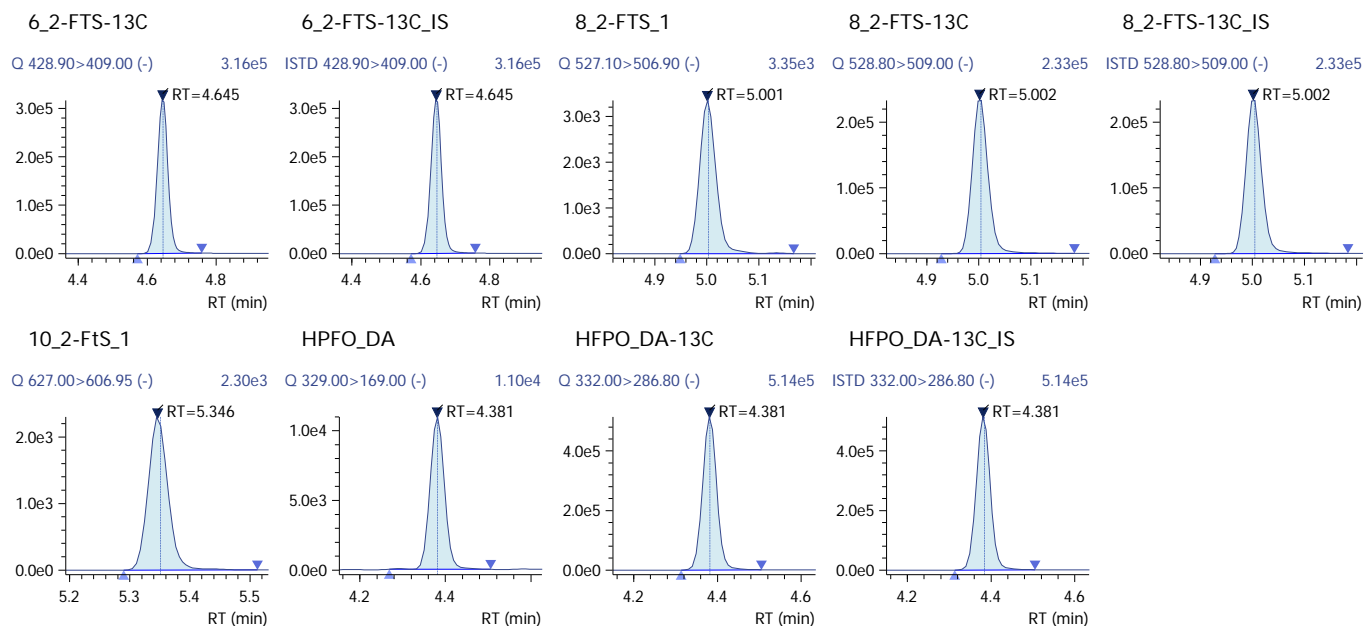 6_2-FTS-13C
Q 428.90>409.00 (-) 3.16e5
RT=4.645
3.0e5
2.0e5
1.0e5
0.0e0
4.4 4.6 4.8
RT (min)
6_2-FTS-13C_IS
ISTD 428.90>409.00 (-) 3.16e5
RT=4.645
3.0e5
2.0e5
1.0e5
0.0e0
4.4 4.6 4.8
RT (min)
8_2-FTS_1
Q 527.10>506.90 (-) 3.35e3
RT=5.001
3.0e3
2.0e3
1.0e3
0.0e0
4.9 5.0 5.1
RT (min)
8_2-FTS-13C
Q 528.80>509.00 (-) 2.33e5
RT=5.002
2.0e5
1.0e5
0.0e0
4.9 5.0 5.1
RT (min)
8_2-FTS-13C_IS
ISTD 528.80>509.00 (-) 2.33e5
RT=5.002
2.0e5
1.0e5
0.0e0
4.9 5.0 5.1
RT (min)
10_2-FtS_1
Q 627.00>606.95 (-) 2.30e3
RT=5.346
2.0e3
1.0e3
0.0e0
5.2 5.3 5.4 5.5
RT (min)
HPFO_DA
Q 329.00>169.00 (-) 1.10e4
RT=4.381
1.0e4
5.0e3
0.0e0
4.2 4.4
RT (min)
HFPO_DA-13C
Q 332.00>286.80 (-) 5.14e5
RT=4.381
4.0e5
2.0e5
0.0e0
4.2 4.4 4.6
RT (min)
HFPO_DA-13C_IS
ISTD 332.00>286.80 (-) 5.14e5
RT=4.381
4.0e5
2.0e5
0.0e0
4.2 4.4 4.6
RT (min)